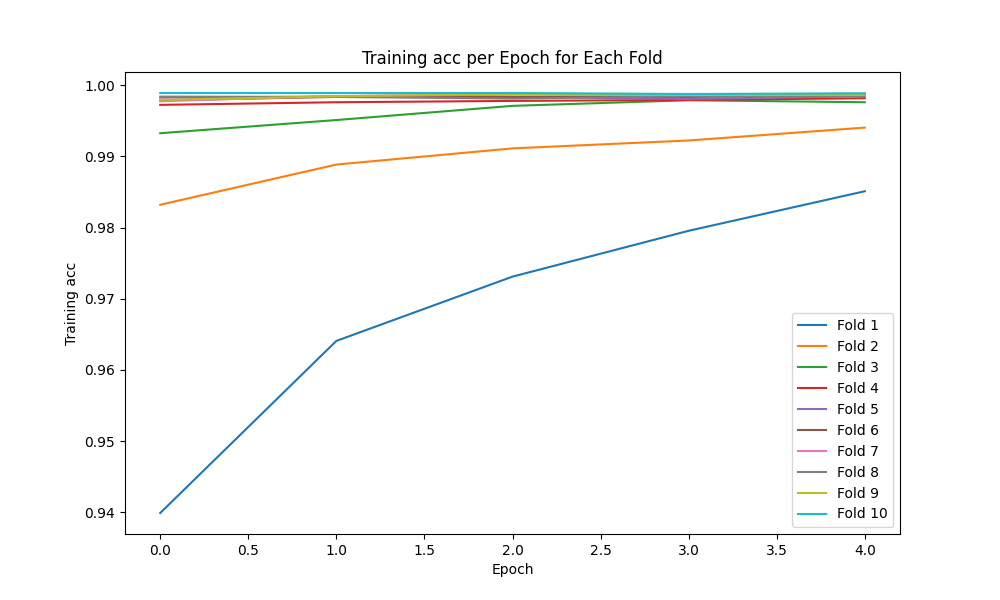 Training acc per Epoch for Each Fold
Training acc
1.00
0.99
0.98
0.97
0.96
0.95
0.94
0.0
0.5
1.0
1.5
2.0
2.5
3.0
3.5
4.0
Epoch
Fold 1
Fold 2
Fold 3
Fold 4
Fold 5
Fold 6
Fold 7
Fold 8
Fold 9
Fold 10